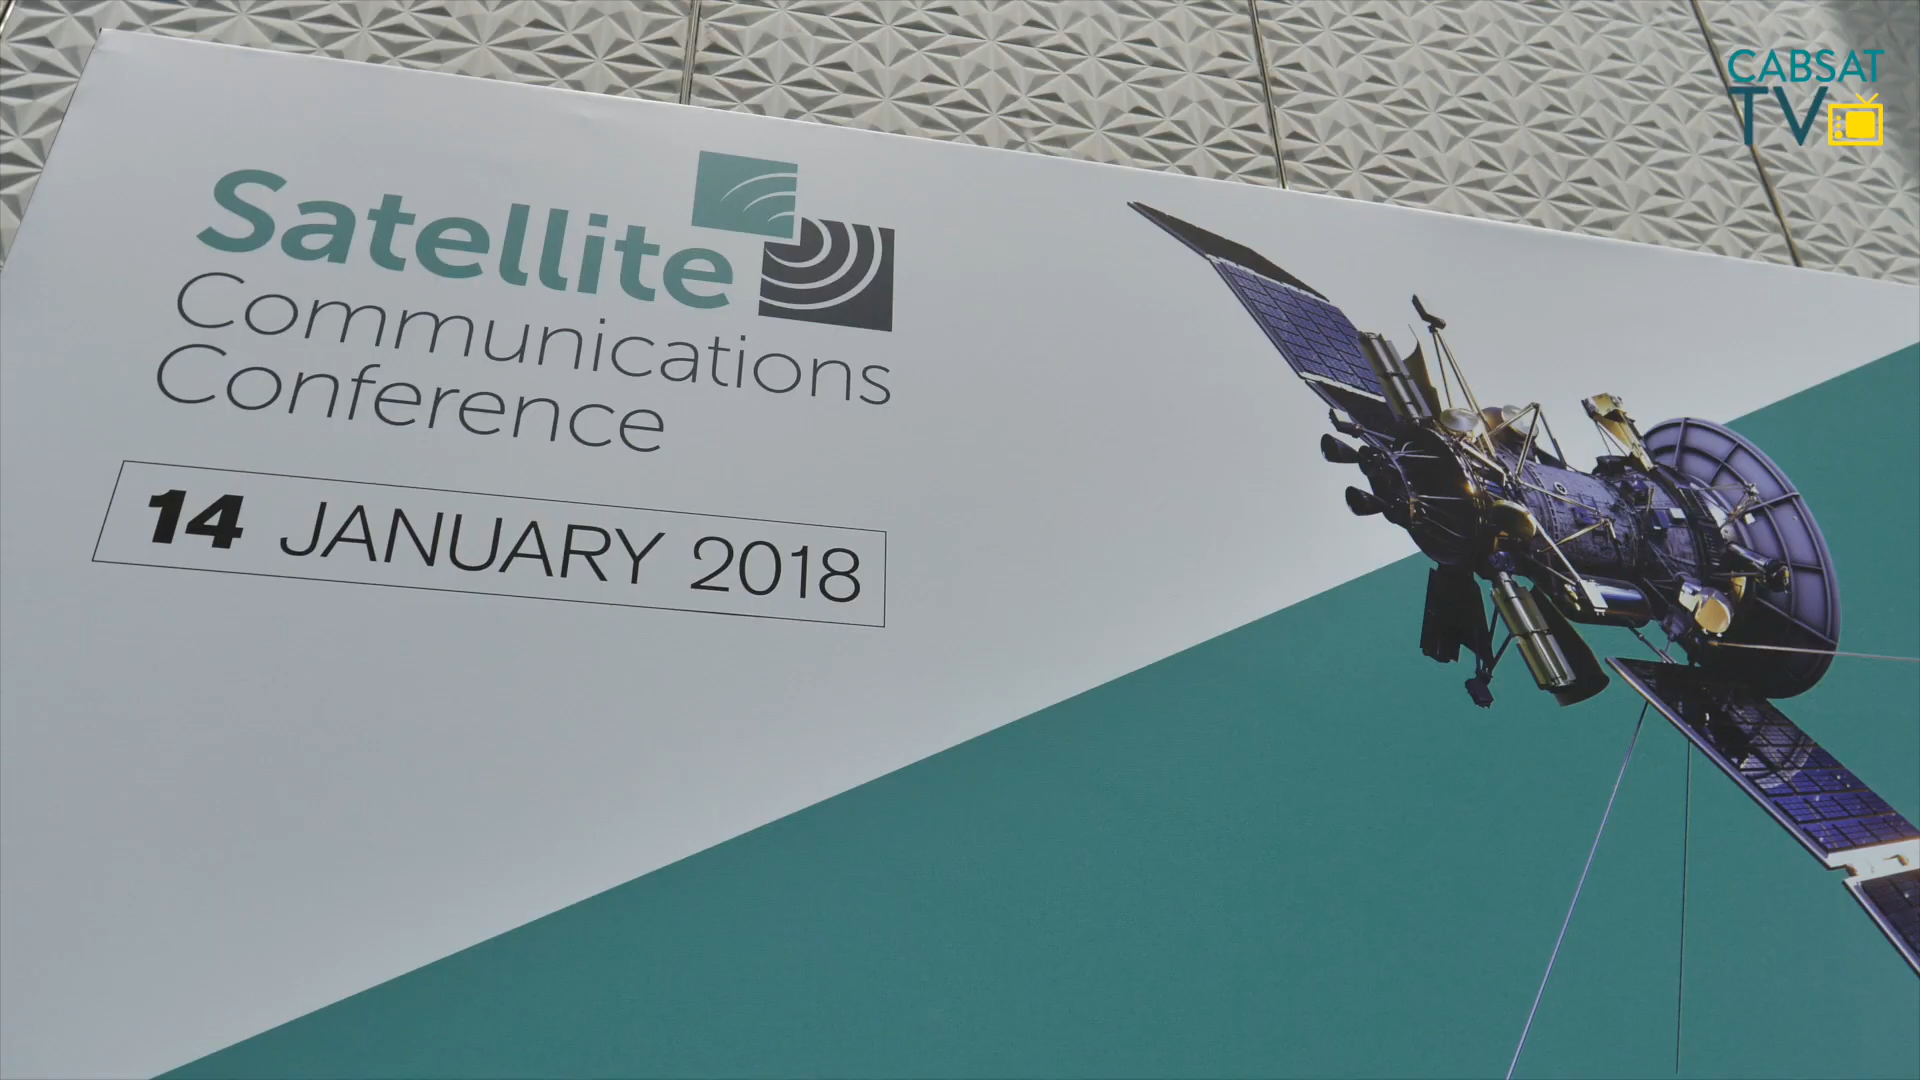 CABSAT
TV
Satellite
Communications
Conference
14 JANUARY 2018